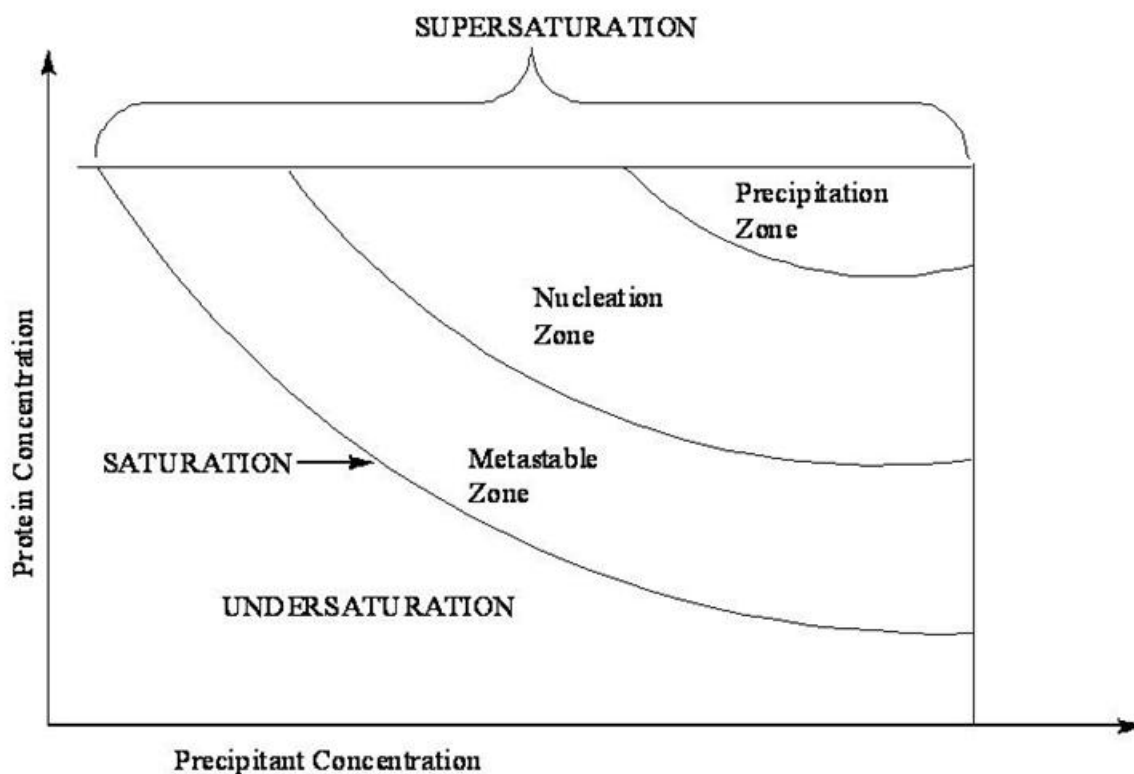 SUPERSATURATION
Precipitation
Zone
Nucleation
Zone
Protein Concentration
SATURATION
Metastable
Zone
UNDERSATURATION
Precipitant Concentration